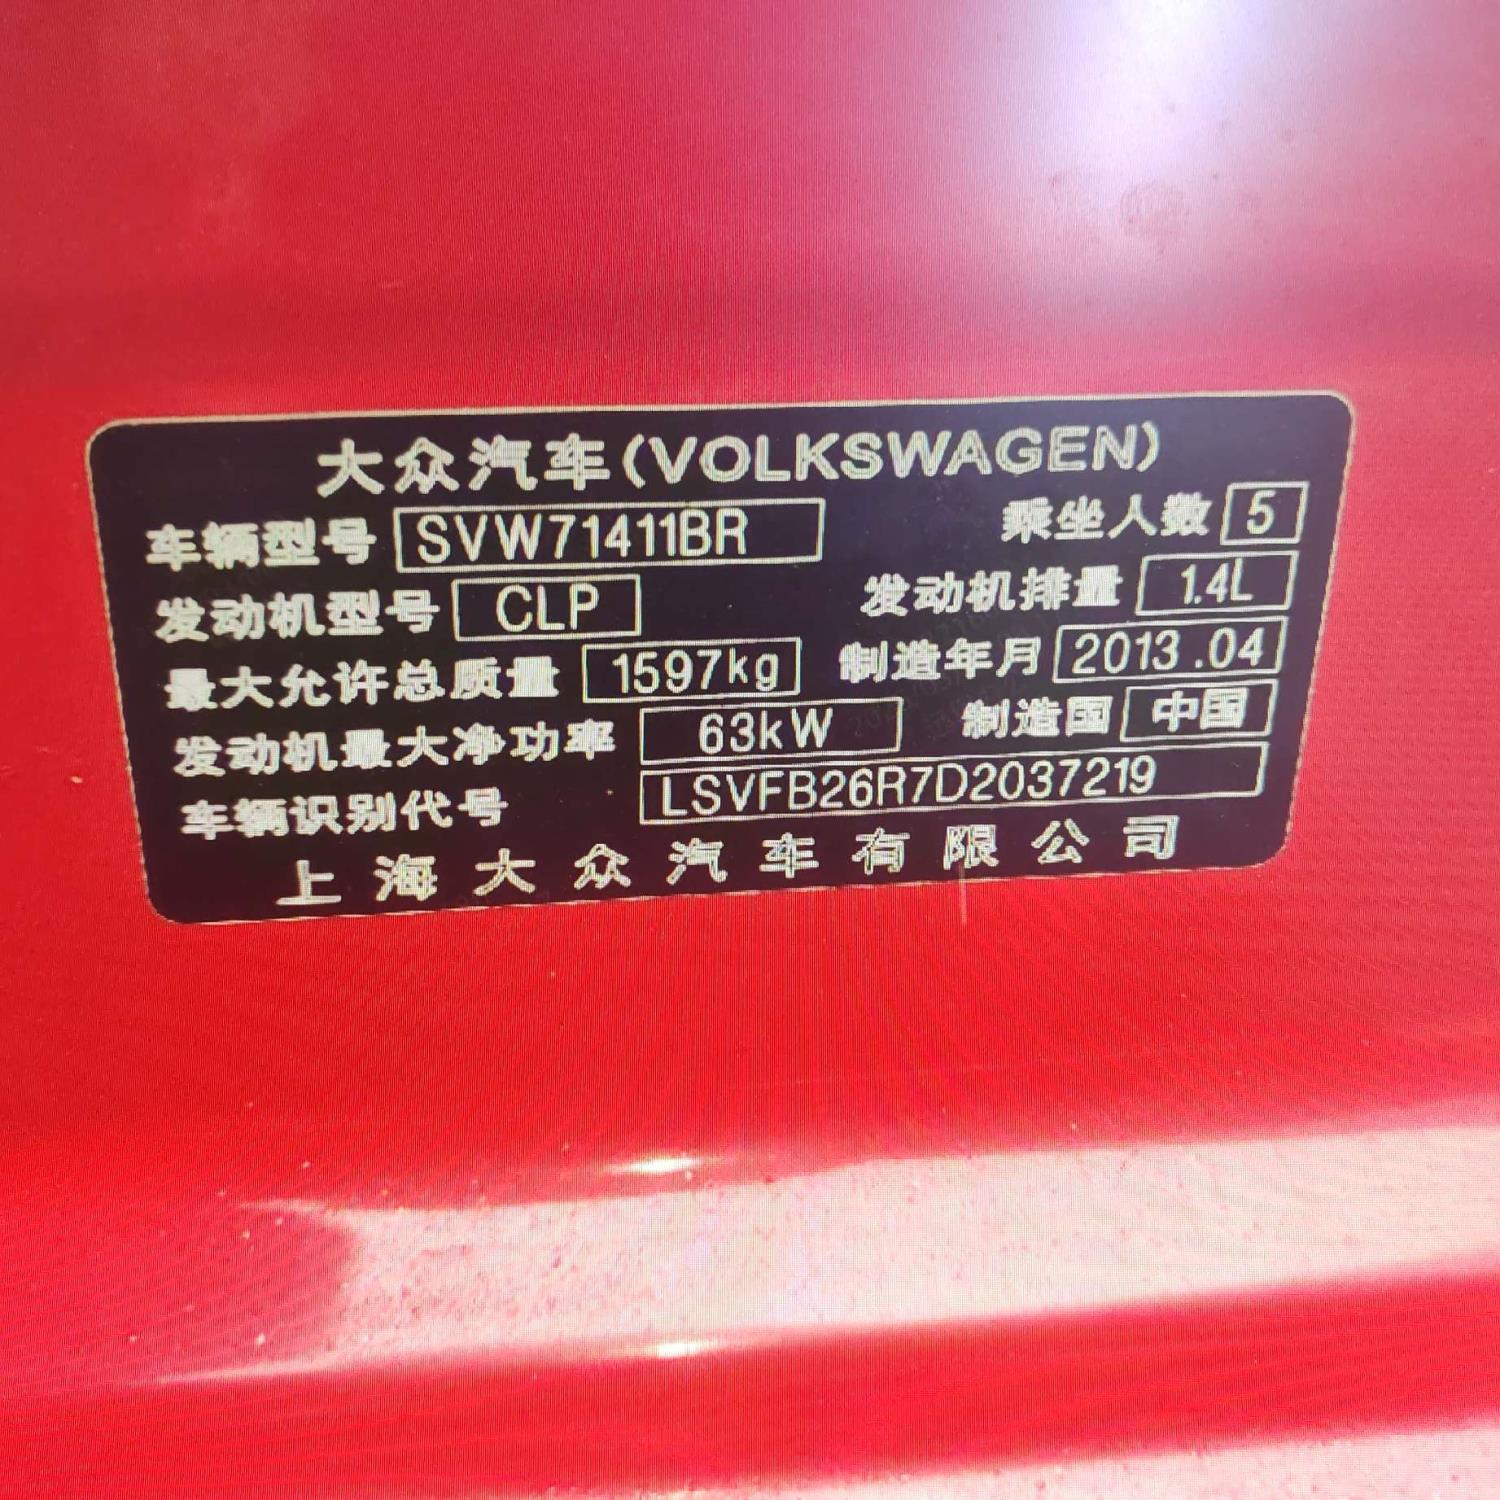 大众汽车(VOLKSWAGEN)
车辆型号 SVW71411BR 乘坐人数 5
发动机型号 CLP 发动机排量 1.4L
最大允许总质量 1597kg 制造年月 2013.04
发动机最大净功率 63kW 制造国 中国
车辆识别代号 LSVFB26R7D2037219
上海大众汽车有限公司